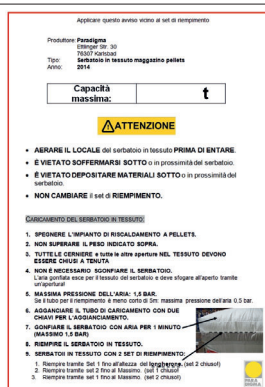 Applicare questo avviso vicino al set di riempimento
Produttore: Paradigma
Ettlinger Str. 30
76307 Karlsbad
Tipo: Serbatoio in tessuto maggazino pellets
Anno: 2014
Capacità
massima: t
ATTENZIONE
• AERARE IL LOCALE del serbatoio in tessuto PRIMA DI ENTARE.
• È VIETATO SOFFERMARSI SOTTO o in prossimità del serbatoio.
• È VIETATO DEPOSITARE MATERIALI SOTTO o in prossimità del
serbatoio.
• NON CAMBIARE il set di RIEMPIMENTO.
CARICAMENTO DEL SERBATOIO IN TESSUTO:
1. SPEGNERE L'IMPIANTO DI RISCALDAMENTO A PELLETS.
2. NON SUPERARE IL PESO INDICATO SOPRA.
3. TUTTE LE CERNIERE e tutte le altre aperture NEL TESSUTO DEVONO
ESSERE CHIUSI A TENUTA
4. NON È NECESSARIO SGONFIARE IL SERBATOIO.
L'aria gonfiata esce per il tessuto del serbatoio e deve sfogare all'aperto tramite
un'apertura!
5. MASSIMA PRESSIONE DELL'ARIA: 1,5 BAR.
Se il tubo per il riempimento è meno corto di 5m: massima pressione dell'aria 0,5 bar.
6. AGGANCIARE IL TUBO DI CARICAMENTO CON DUE
CHIAVI PER L'AGGIANCIAMENTO.
7. GONFIARE IL SERBATOIO CON ARIA PER 1 MINUTO
(MASSIMO 1,5 BAR)
8. RIEMPIRE IL SERBATOIO IN TESSUTO.
9. SERBATOIO IN TESSUTO CON 2 SET DI RIEMPIMENTO:
1. Riempire tramite Set 1 fino all'altezza del (set 2 chiuso!)
2. Riempire tramite set 2 fino al Massimo. (set 1 chiuso!)
3. Riempire tramite set 1 fino al Massimo. (set 2 chiuso!)
PARADIGMA